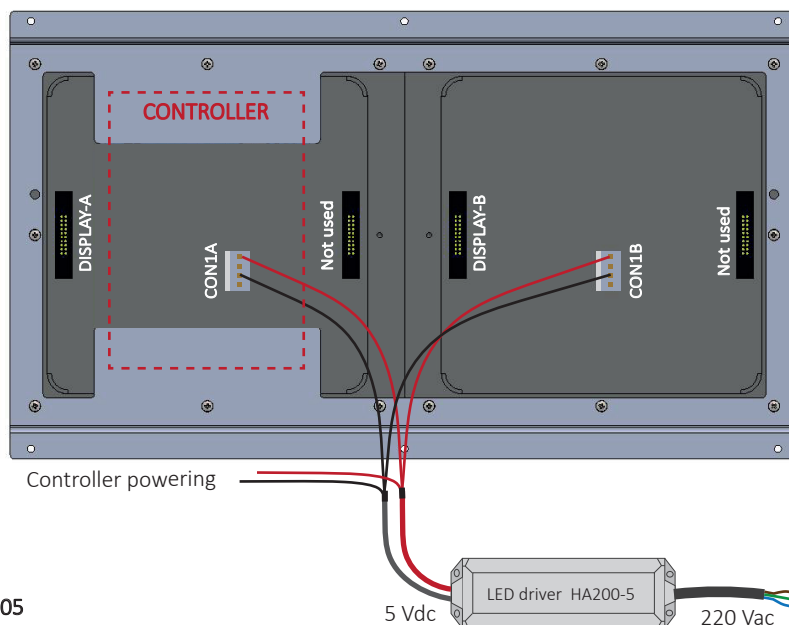 CONTROLLER
DISPLAY-A
CON1A
Not used
DISPLAY-B
CON1B
Not used
Controller powering
LED driver HA200-5
5 Vdc
220 Vac
05